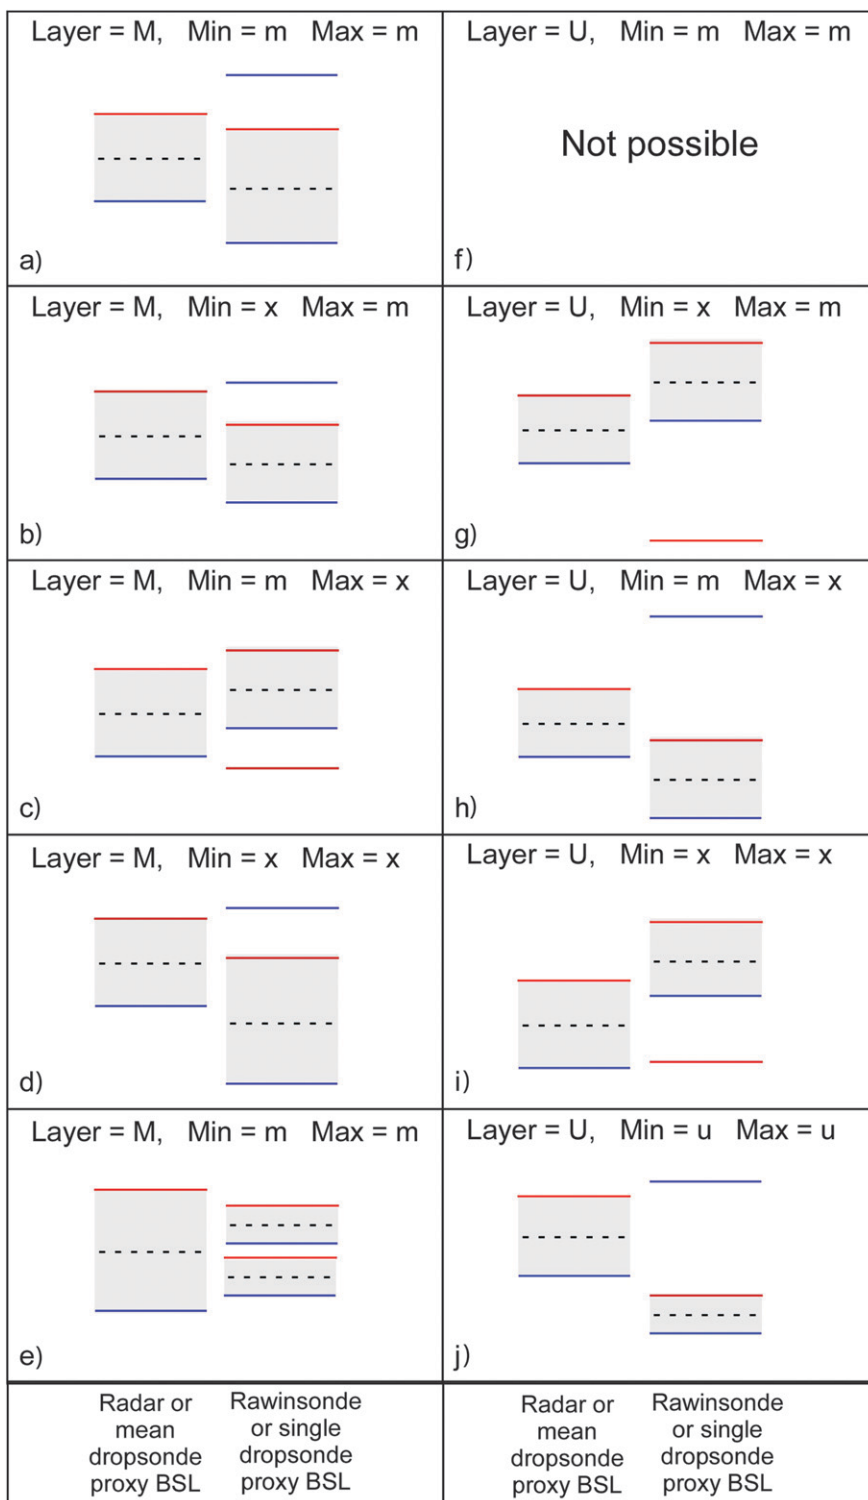 Layer = M,   Min = m   Max = m
a)
Layer = U,   Min = m   Max = m
Not possible
f)
Layer = M,   Min = x   Max = m
b)
Layer = U,   Min = x   Max = m
g)
Layer = M,   Min = m   Max = x
c)
Layer = U,   Min = m   Max = x
h)
Layer = M,   Min = x   Max = x
d)
Layer = U,   Min = x   Max = x
i)
Layer = M,   Min = m   Max = m
e)
Layer = U,   Min = u   Max = u
j)
Radar or
mean
dropsonde
proxy BSL
Rawinsonde
or single
dropsonde
proxy BSL
Radar or
mean
dropsonde
proxy BSL
Rawinsonde
or single
dropsonde
proxy BSL